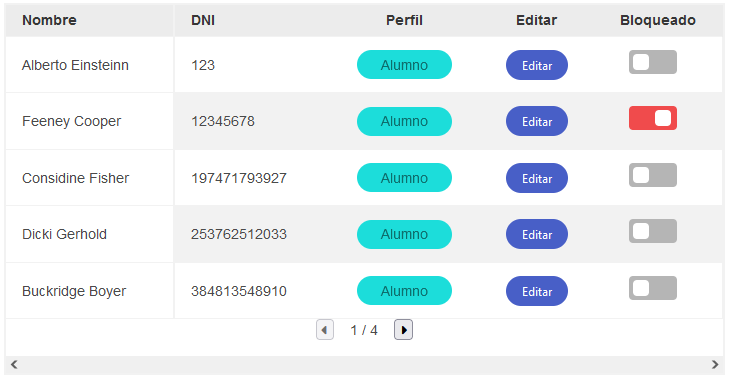 Nombre DNI Perfil Editar Bloqueado
Alberto Einsteinn 123 Alumno Editar
Feeney Cooper 12345678 Alumno Editar
Considine Fisher 197471793927 Alumno Editar
Dicki Gerhold 253762512033 Alumno Editar
Buckridge Boyer 384813548910 Alumno Editar
1 / 4